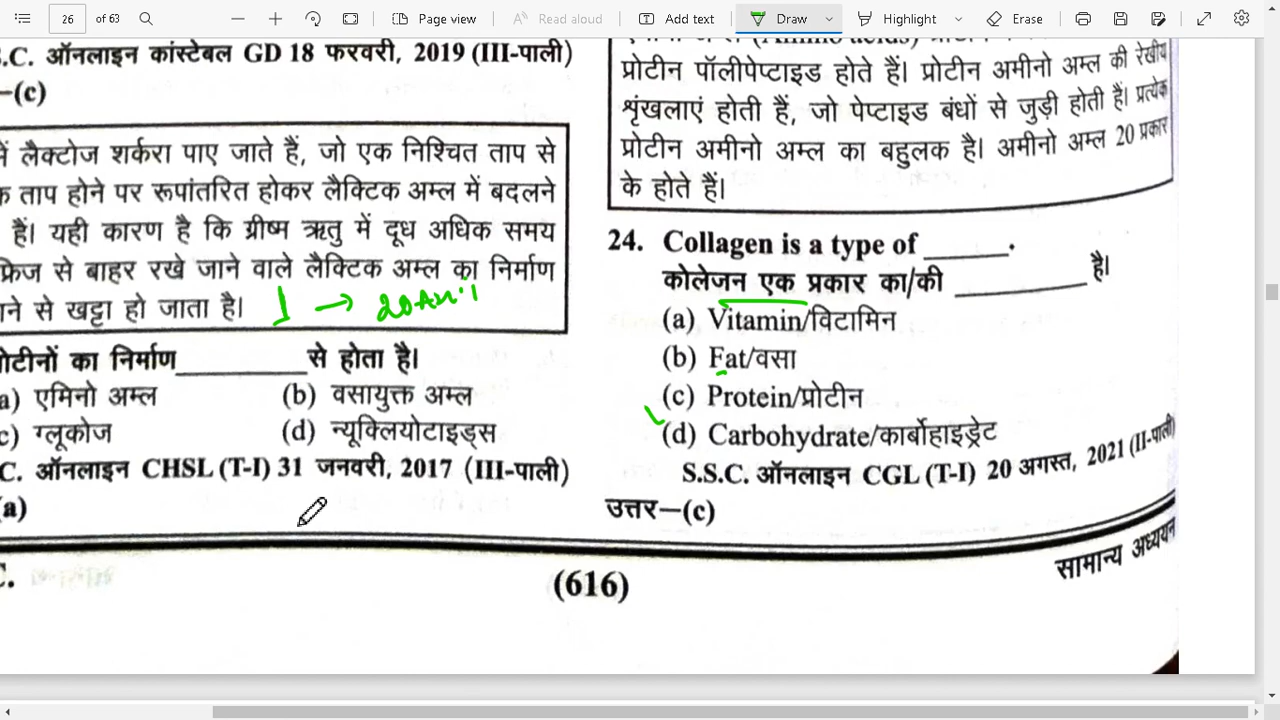 26 of 63
Page view
Read aloud
Add text
Draw
Highlight
Erase
.C. ऑनलाइन कांस्टेबल GD 18 फरवरी, 2019 (III-पाली)
–(c)
में लैक्टोज शर्करा पाए जाते हैं, जो एक निश्चित ताप से
क ताप होने पर रूपांतरित होकर लैक्टिक अम्ल में बदलने
हैं। यही कारण है कि ग्रीष्म ऋतु में दूध अधिक समय
फ्रिज से बाहर रखे जाने वाले लैक्टिक अम्ल का निर्माण
ाने से खट्टा हो जाता है।
ोटीनों का निर्माण________ से होता है।
a) एमिनो अम्ल (b) वसायुक्त अम्ल
c) ग्लूकोज (d) न्यूक्लियोटाइड्स
C. ऑनलाइन CHSL (T-I) 31 जनवरी, 2017 (III-पाली)
(a)
प्रोटीन पॉलीपेप्टाइड होते हैं। प्रोटीन अमीनो अम्ल की रेखीय
शृंखलाएं होती हैं, जो पेप्टाइड बंधों से जुड़ी होती हैं। प्रत्येक
प्रोटीन अमीनो अम्ल का बहुलक है। अमीनो अम्ल 20 प्रकार
के होते हैं।
24. Collagen is a type of ______.
कोलेजन एक प्रकार का/की ________ है।
(a) Vitamin/विटामिन
(b) Fat/वसा
(c) Protein/प्रोटीन
(d) Carbohydrate/कार्बोहाइड्रेट
S.S.C. ऑनलाइन CGL (T-I) 20 अगस्त, 2021 (II-पाली)
उत्तर–(c)
C.
(616)
सामान्य अध्ययन